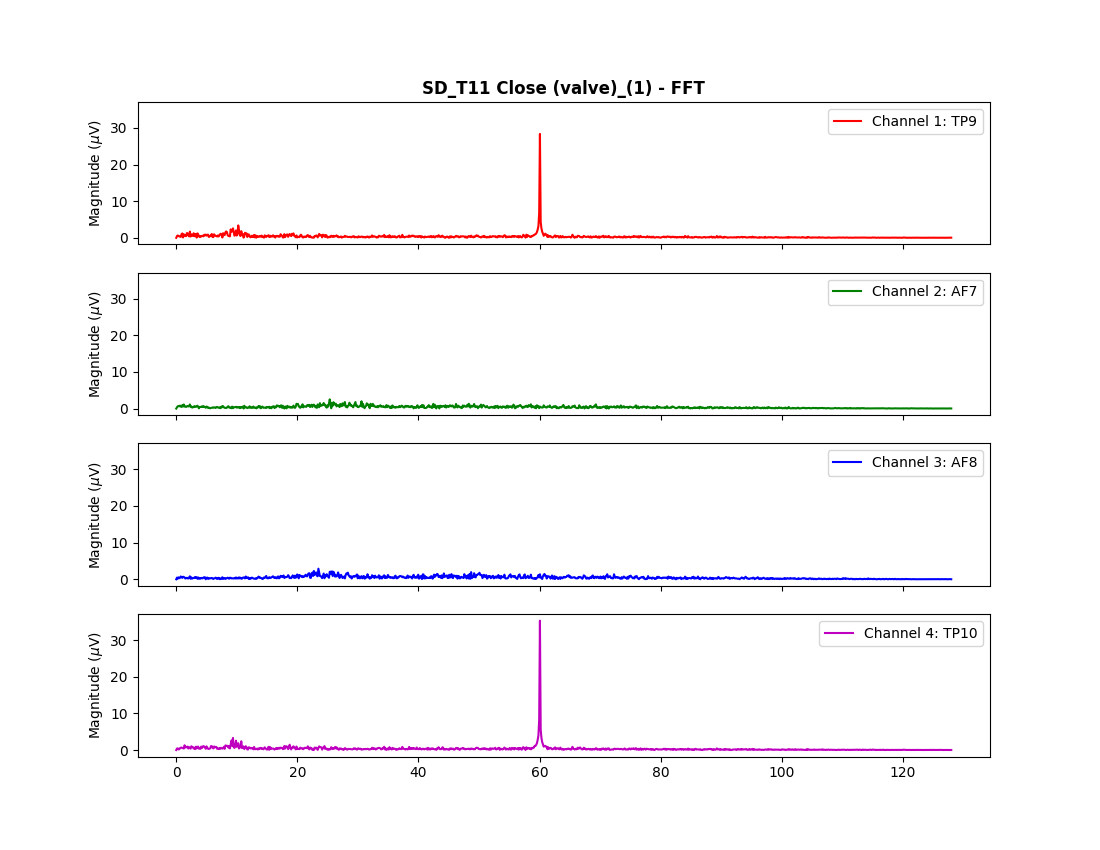 SD_T11 Close (valve)_(1) - FFT
Magnitude (μV)
30
20
10
0
Channel 1: TP9
Magnitude (μV)
30
20
10
0
Channel 2: AF7
Magnitude (μV)
30
20
10
0
Channel 3: AF8
Magnitude (μV)
30
20
10
0
Channel 4: TP10
0 20 40 60 80 100 120